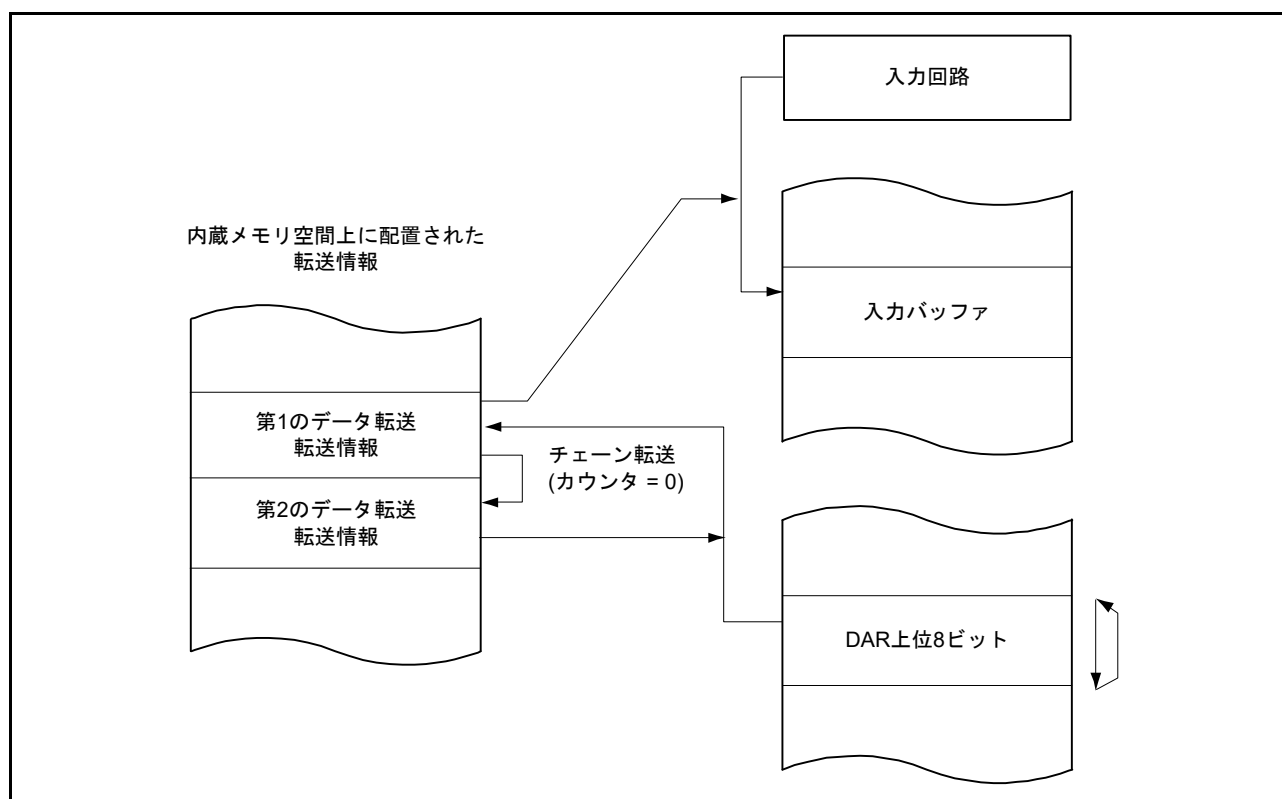 入力回路
内蔵メモリ空間上に配置された
転送情報
入力バッファ
第1のデータ転送
転送情報
チェーン転送
(カウンタ = 0)
第2のデータ転送
転送情報
DAR上位8ビット